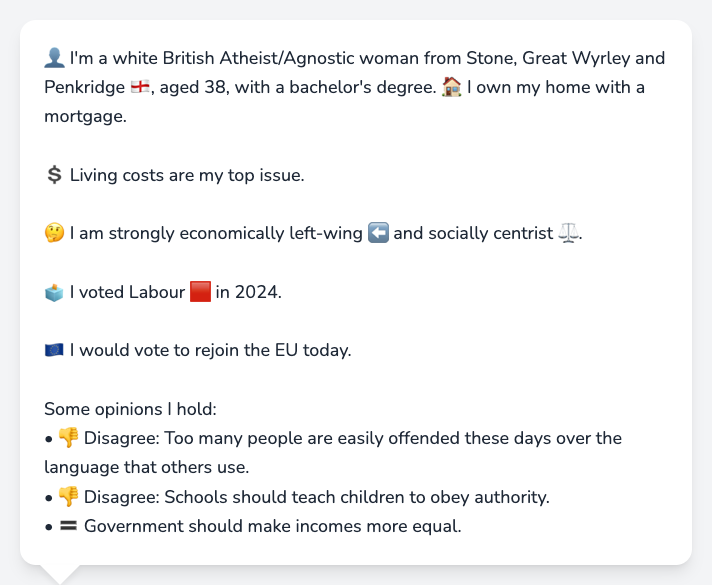 👤 I'm a white British Atheist/Agnostic woman from Stone, Great Wyrley and
Penkridge 🏴󠁧󠁢󠁥󠁮󠁧󠁿, aged 38, with a bachelor's degree. 🏠 I own my home with a
mortgage.
💲 Living costs are my top issue.
🤔 I am strongly economically left-wing ⬅️ and socially centrist ⚖️.
🗳️ I voted Labour 🟥 in 2024.
🇪🇺 I would vote to rejoin the EU today.
Some opinions I hold:
• 👎 Disagree: Too many people are easily offended these days over the
language that others use.
• 👎 Disagree: Schools should teach children to obey authority.
• 🟰 Government should make incomes more equal.